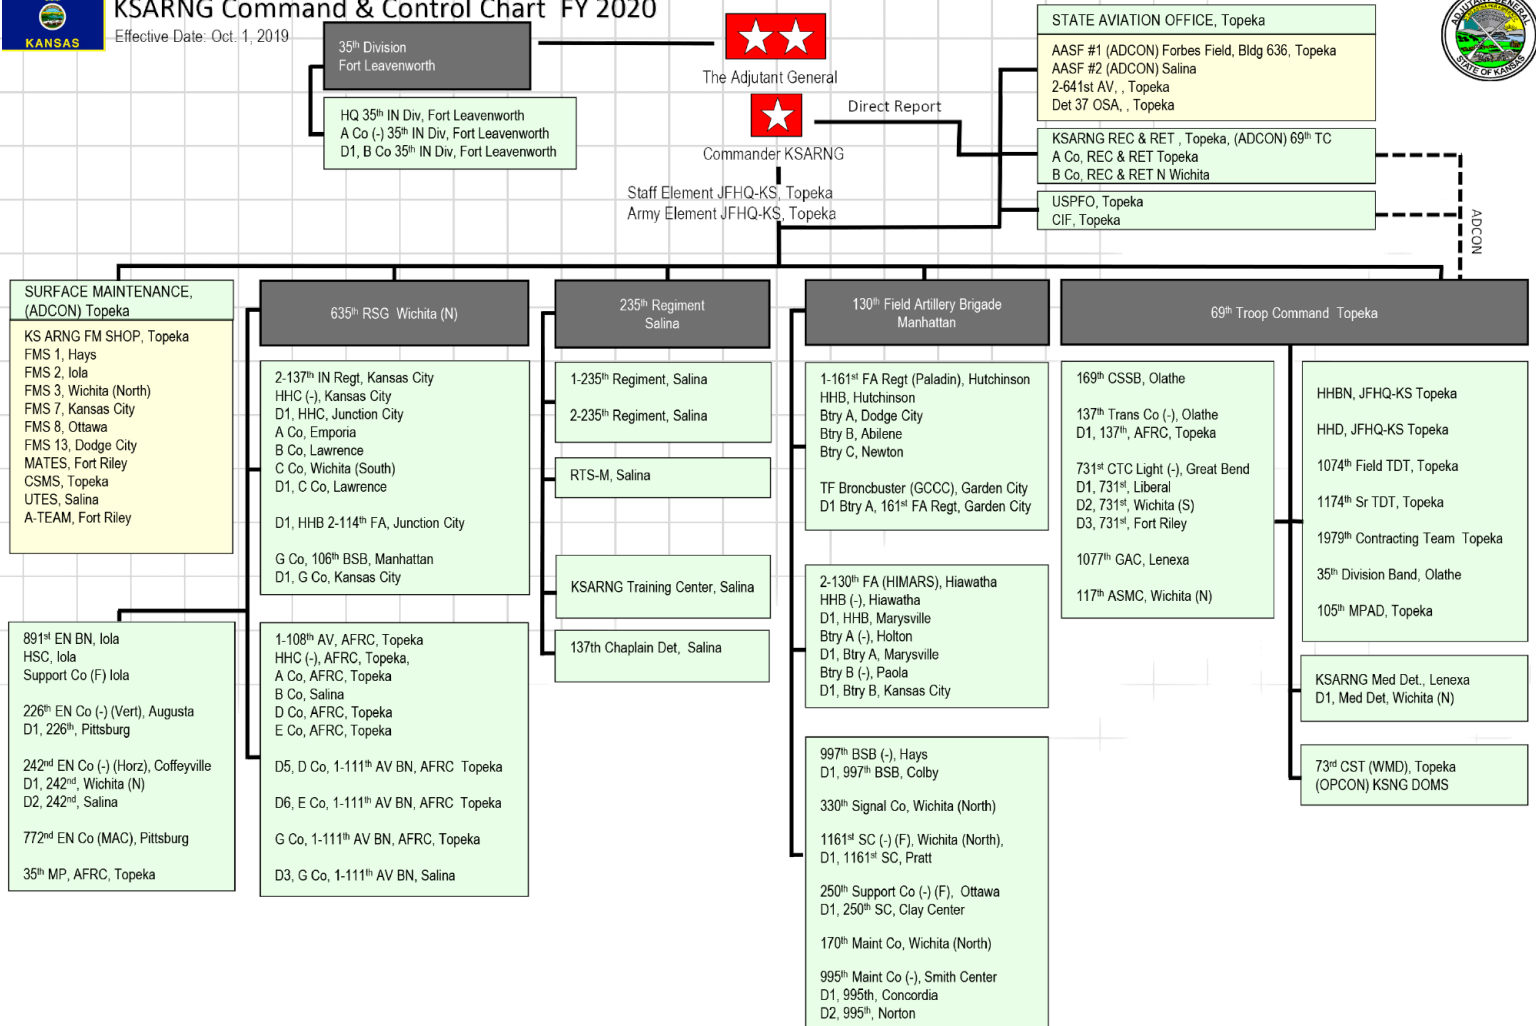 KSARNG Command & Control Chart FY 2020
Effective Date: Oct. 1, 2019
KANSAS
35th Division
Fort Leavenworth
HQ 35th IN Div, Fort Leavenworth
A Co (-) 35th IN Div, Fort Leavenworth
D1, B Co 35th IN Div, Fort Leavenworth
The Adjutant General
Direct Report
Commander KSARNG
Staff Element JFHQ-KS, Topeka
Army Element JFHQ-KS, Topeka
STATE AVIATION OFFICE, Topeka
AASF #1 (ADCON) Forbes Field, Bldg 636, Topeka
AASF #2 (ADCON) Salina
2-641st AV, , Topeka
Det 37 OSA, , Topeka
KSARNG REC & RET , Topeka, (ADCON) 69th TC
A Co, REC & RET Topeka
B Co, REC & RET N Wichita
USPFO, Topeka
CIF, Topeka
ADCON
ADJUTANT GENERAL
STATE OF KANSAS
SURFACE MAINTENANCE,
(ADCON) Topeka
KS ARNG FM SHOP, Topeka
FMS 1, Hays
FMS 2, Iola
FMS 3, Wichita (North)
FMS 7, Kansas City
FMS 8, Ottawa
FMS 13, Dodge City
MATES, Fort Riley
CSMS, Topeka
UTES, Salina
A-TEAM, Fort Riley
891st EN BN, Iola
HSC, Iola
Support Co (F) Iola
226th EN Co (-) (Vert), Augusta
D1, 226th, Pittsburg
242nd EN Co (-) (Horz), Coffeyville
D1, 242nd, Wichita (N)
D2, 242nd, Salina
772nd EN Co (MAC), Pittsburg
35th MP, AFRC, Topeka
635th RSG Wichita (N)
2-137th IN Regt, Kansas City
HHC (-), Kansas City
D1, HHC, Junction City
A Co, Emporia
B Co, Lawrence
C Co, Wichita (South)
D1, C Co, Lawrence
D1, HHB 2-114th FA, Junction City
G Co, 106th BSB, Manhattan
D1, G Co, Kansas City
1-108th AV, AFRC, Topeka
HHC (-), AFRC, Topeka,
A Co, AFRC, Topeka
B Co, Salina
D Co, AFRC, Topeka
E Co, AFRC, Topeka
D5, D Co, 1-111th AV BN, AFRC Topeka
D6, E Co, 1-111th AV BN, AFRC Topeka
G Co, 1-111th AV BN, AFRC, Topeka
D3, G Co, 1-111th AV BN, Salina
235th Regiment
Salina
1-235th Regiment, Salina
2-235th Regiment, Salina
RTS-M, Salina
KSARNG Training Center, Salina
137th Chaplain Det, Salina
130th Field Artillery Brigade
Manhattan
1-161st FA Regt (Paladin), Hutchinson
HHB, Hutchinson
Btry A, Dodge City
Btry B, Abilene
Btry C, Newton
TF Broncbuster (GCCC), Garden City
D1 Btry A, 161st FA Regt, Garden City
2-130th FA (HIMARS), Hiawatha
HHB (-), Hiawatha
D1, HHB, Marysville
Btry A (-), Holton
D1, Btry A, Marysville
Btry B (-), Paola
D1, Btry B, Kansas City
997th BSB (-), Hays
D1, 997th BSB, Colby
330th Signal Co, Wichita (North)
1161st SC (-) (F), Wichita (North),
D1, 1161st SC, Pratt
250th Support Co (-) (F), Ottawa
D1, 250th SC, Clay Center
170th Maint Co, Wichita (North)
995th Maint Co (-), Smith Center
D1, 995th, Concordia
D2, 995th, Norton
69th Troop Command Topeka
169th CSSB, Olathe
137th Trans Co (-), Olathe
D1, 137th, AFRC, Topeka
731st CTC Light (-), Great Bend
D1, 731st, Liberal
D2, 731st, Wichita (S)
D3, 731st, Fort Riley
1077th GAC, Lenexa
117th ASMC, Wichita (N)
HHBN, JFHQ-KS Topeka
HHD, JFHQ-KS Topeka
1074th Field TDT, Topeka
1174th Sr TDT, Topeka
1979th Contracting Team Topeka
35th Division Band, Olathe
105th MPAD, Topeka
KSARNG Med Det., Lenexa
D1, Med Det, Wichita (N)
73rd CST (WMD), Topeka
(OPCON) KSNG DOMS